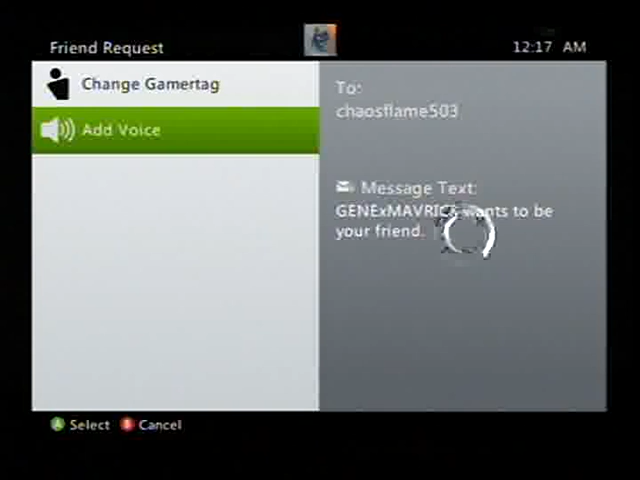 Friend Request
12:17 AM
Change Gamertag
Add Voice
To:
chaosflame503
Message Text:
wants to be
your friend.
A Select B Cancel